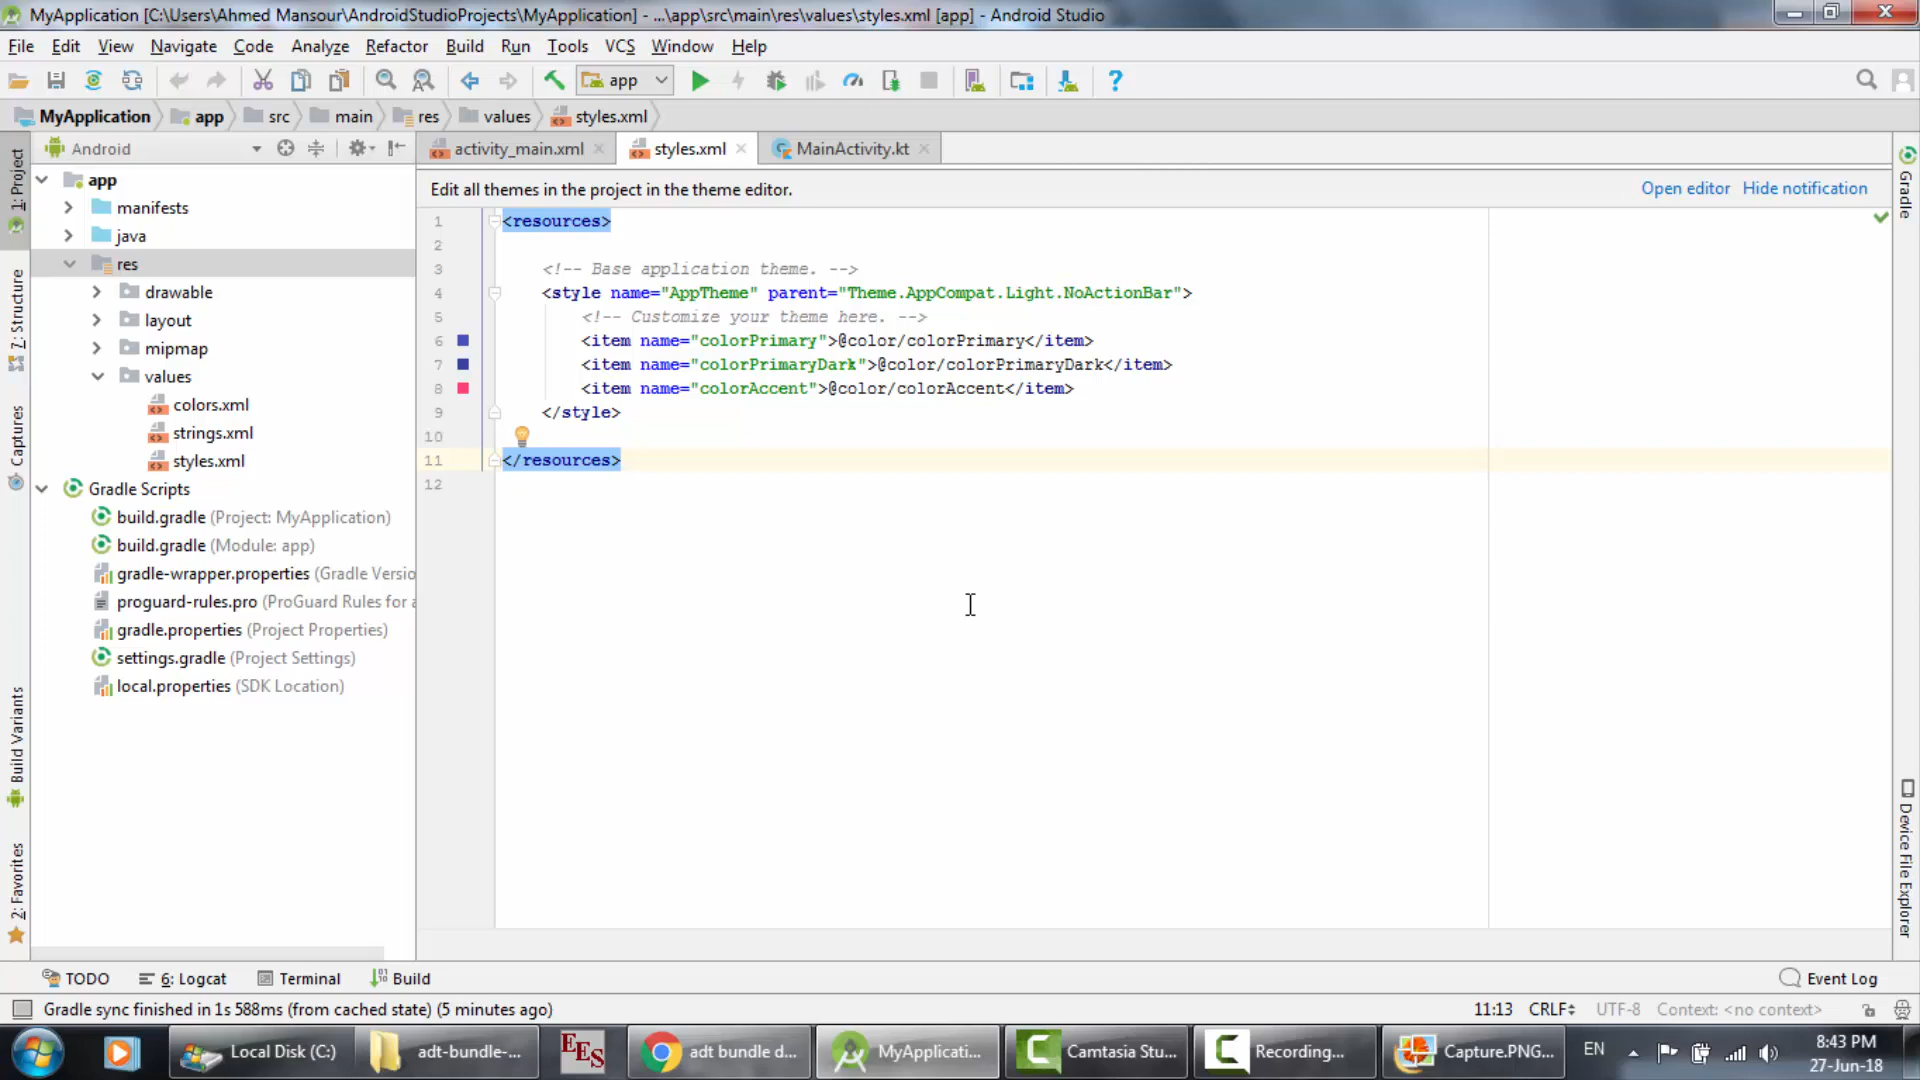 MyApplication [C:\Users\Ahmed Mansour\AndroidStudioProjects\MyApplication] - ...\app\src\main\res\values\styles.xml [app] - Android Studio
File Edit View Navigate Code Analyze Refactor Build Run Tools VCS Window Help
app
MyApplication app src main res values styles.xml
Android
activity_main.xml styles.xml MainActivity.kt
Edit all themes in the project in the theme editor. Open editor Hide notification
1: Project
7: Structure
Captures
Build Variants
2: Favorites
app
manifests
java
res
drawable
layout
mipmap
values
colors.xml
strings.xml
styles.xml
Gradle Scripts
build.gradle (Project: MyApplication)
build.gradle (Module: app)
gradle-wrapper.properties (Gradle Versio
proguard-rules.pro (ProGuard Rules for a
gradle.properties (Project Properties)
settings.gradle (Project Settings)
local.properties (SDK Location)
1 <resources>
2
3 <!-- Base application theme. -->
4 <style name="AppTheme" parent="Theme.AppCompat.Light.NoActionBar">
5 <!-- Customize your theme here. -->
6 <item name="colorPrimary">@color/colorPrimary</item>
7 <item name="colorPrimaryDark">@color/colorPrimaryDark</item>
8 <item name="colorAccent">@color/colorAccent</item>
9 </style>
10
11 </resources>
12
Gradle
Device File Explorer
TODO 6: Logcat Terminal Build Event Log
Gradle sync finished in 1s 588ms (from cached state) (5 minutes ago) 11:13 CRLF UTF-8 Context: <no context>
Local Disk (C:) adt-bundle-... EES adt bundle d... MyApplicati... Camtasia Stu... Recording... Capture.PNG... EN 8:43 PM
27-Jun-18